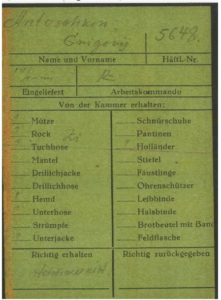 Grigorij 5648.
Name und Vorname Häftl.-Nr.
Eingeliefert Arbeitskommando
Von der Kammer erhalten:
Mütze Schnürschuhe
Rock Pantinen
Tuchhose Holländer
Mantel Stiefel
Drillichjacke Fäustlinge
Drillichhose Ohrenschützer
Hemd Leibbinde
Unterhose Halsbinde
Strümpfe Brotbeutel mit Band
Unterjacke Feldflasche
Richtig erhalten Richtig zurückgegeben